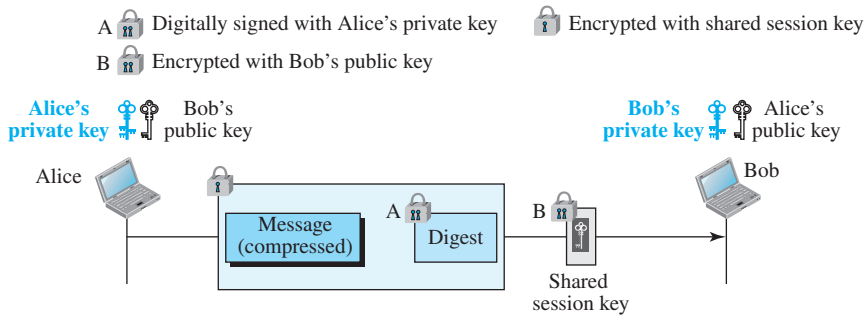 A Digitally signed with Alice's private key
Encrypted with shared session key
B Encrypted with Bob's public key
Alice's
private key
Bob's
public key
Bob's
private key
Alice's
public key
Alice
Bob
A
B
Message
(compressed)
Digest
Shared
session key